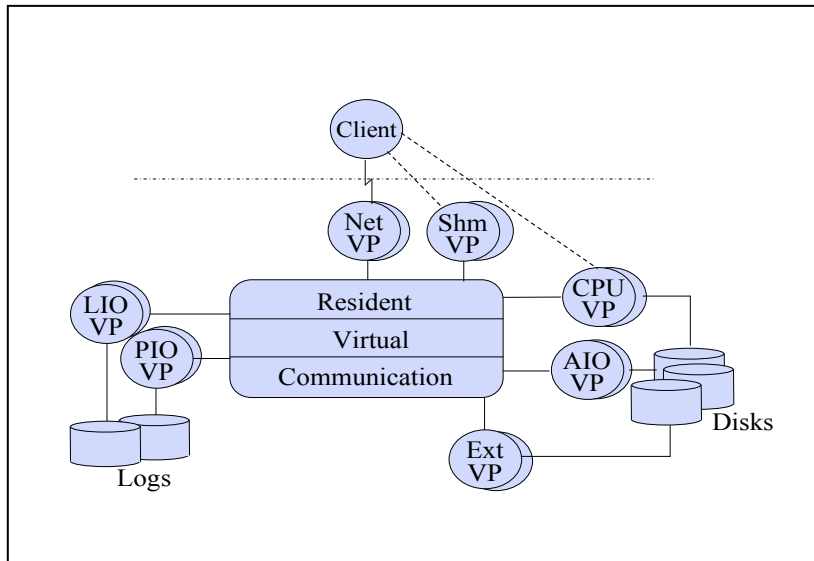 Client
Net
VP
Shm
VP
CPU
VP
LIO
VP
PIO
VP
Resident
Virtual
Communication
AIO
VP
Ext
VP
Disks
Logs